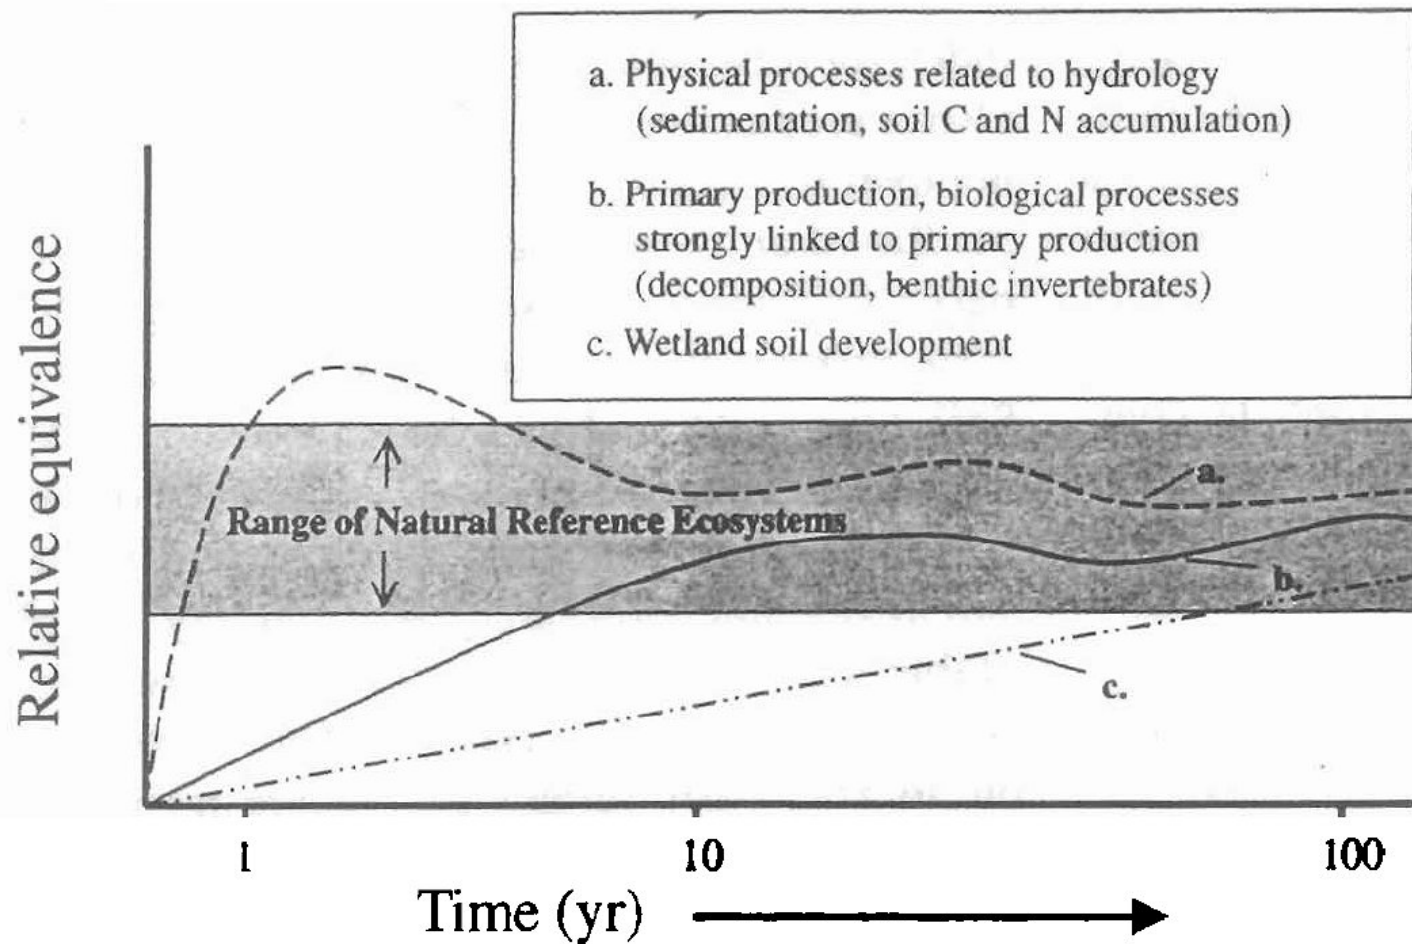 a. Physical processes related to hydrology
(sedimentation, soil C and N accumulation)
b. Primary production, biological processes
strongly linked to primary production
(decomposition, benthic invertebrates)
c. Wetland soil development
Relative equivalence
Range of Natural Reference Ecosystems
a.
b.
c.
1
10
100
Time (yr)